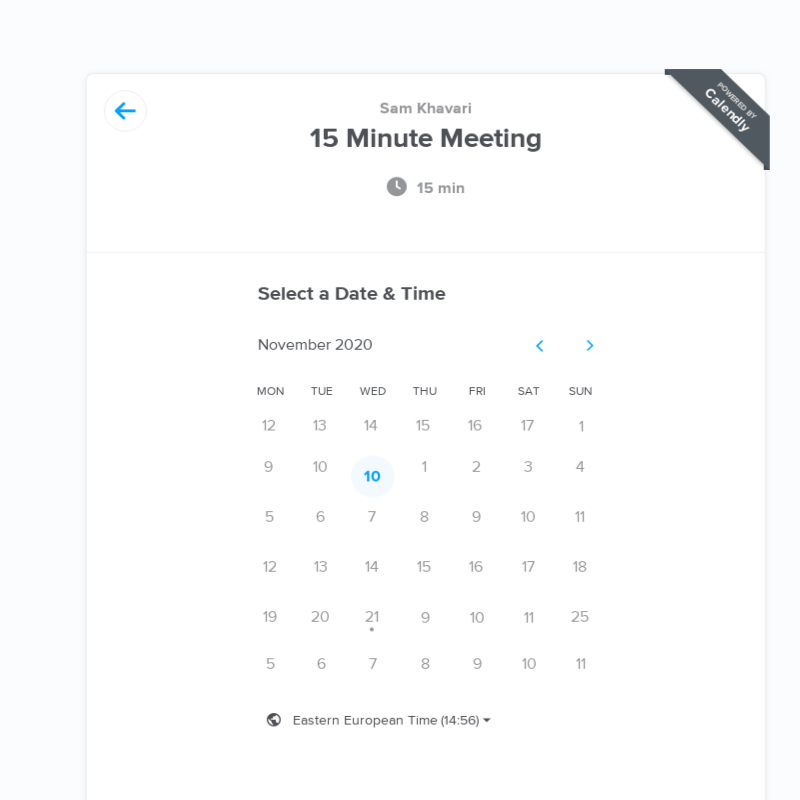 POWERED BY
Calendly
Sam Khavari
15 Minute Meeting
15 min
Select a Date & Time
November 2020
MON TUE WED THU FRI SAT SUN
12 13 14 15 16 17 1
9 10 10 1 2 3 4
5 6 7 8 9 10 11
12 13 14 15 16 17 18
19 20 21 9 10 11 25
5 6 7 8 9 10 11
Eastern European Time (14:56)